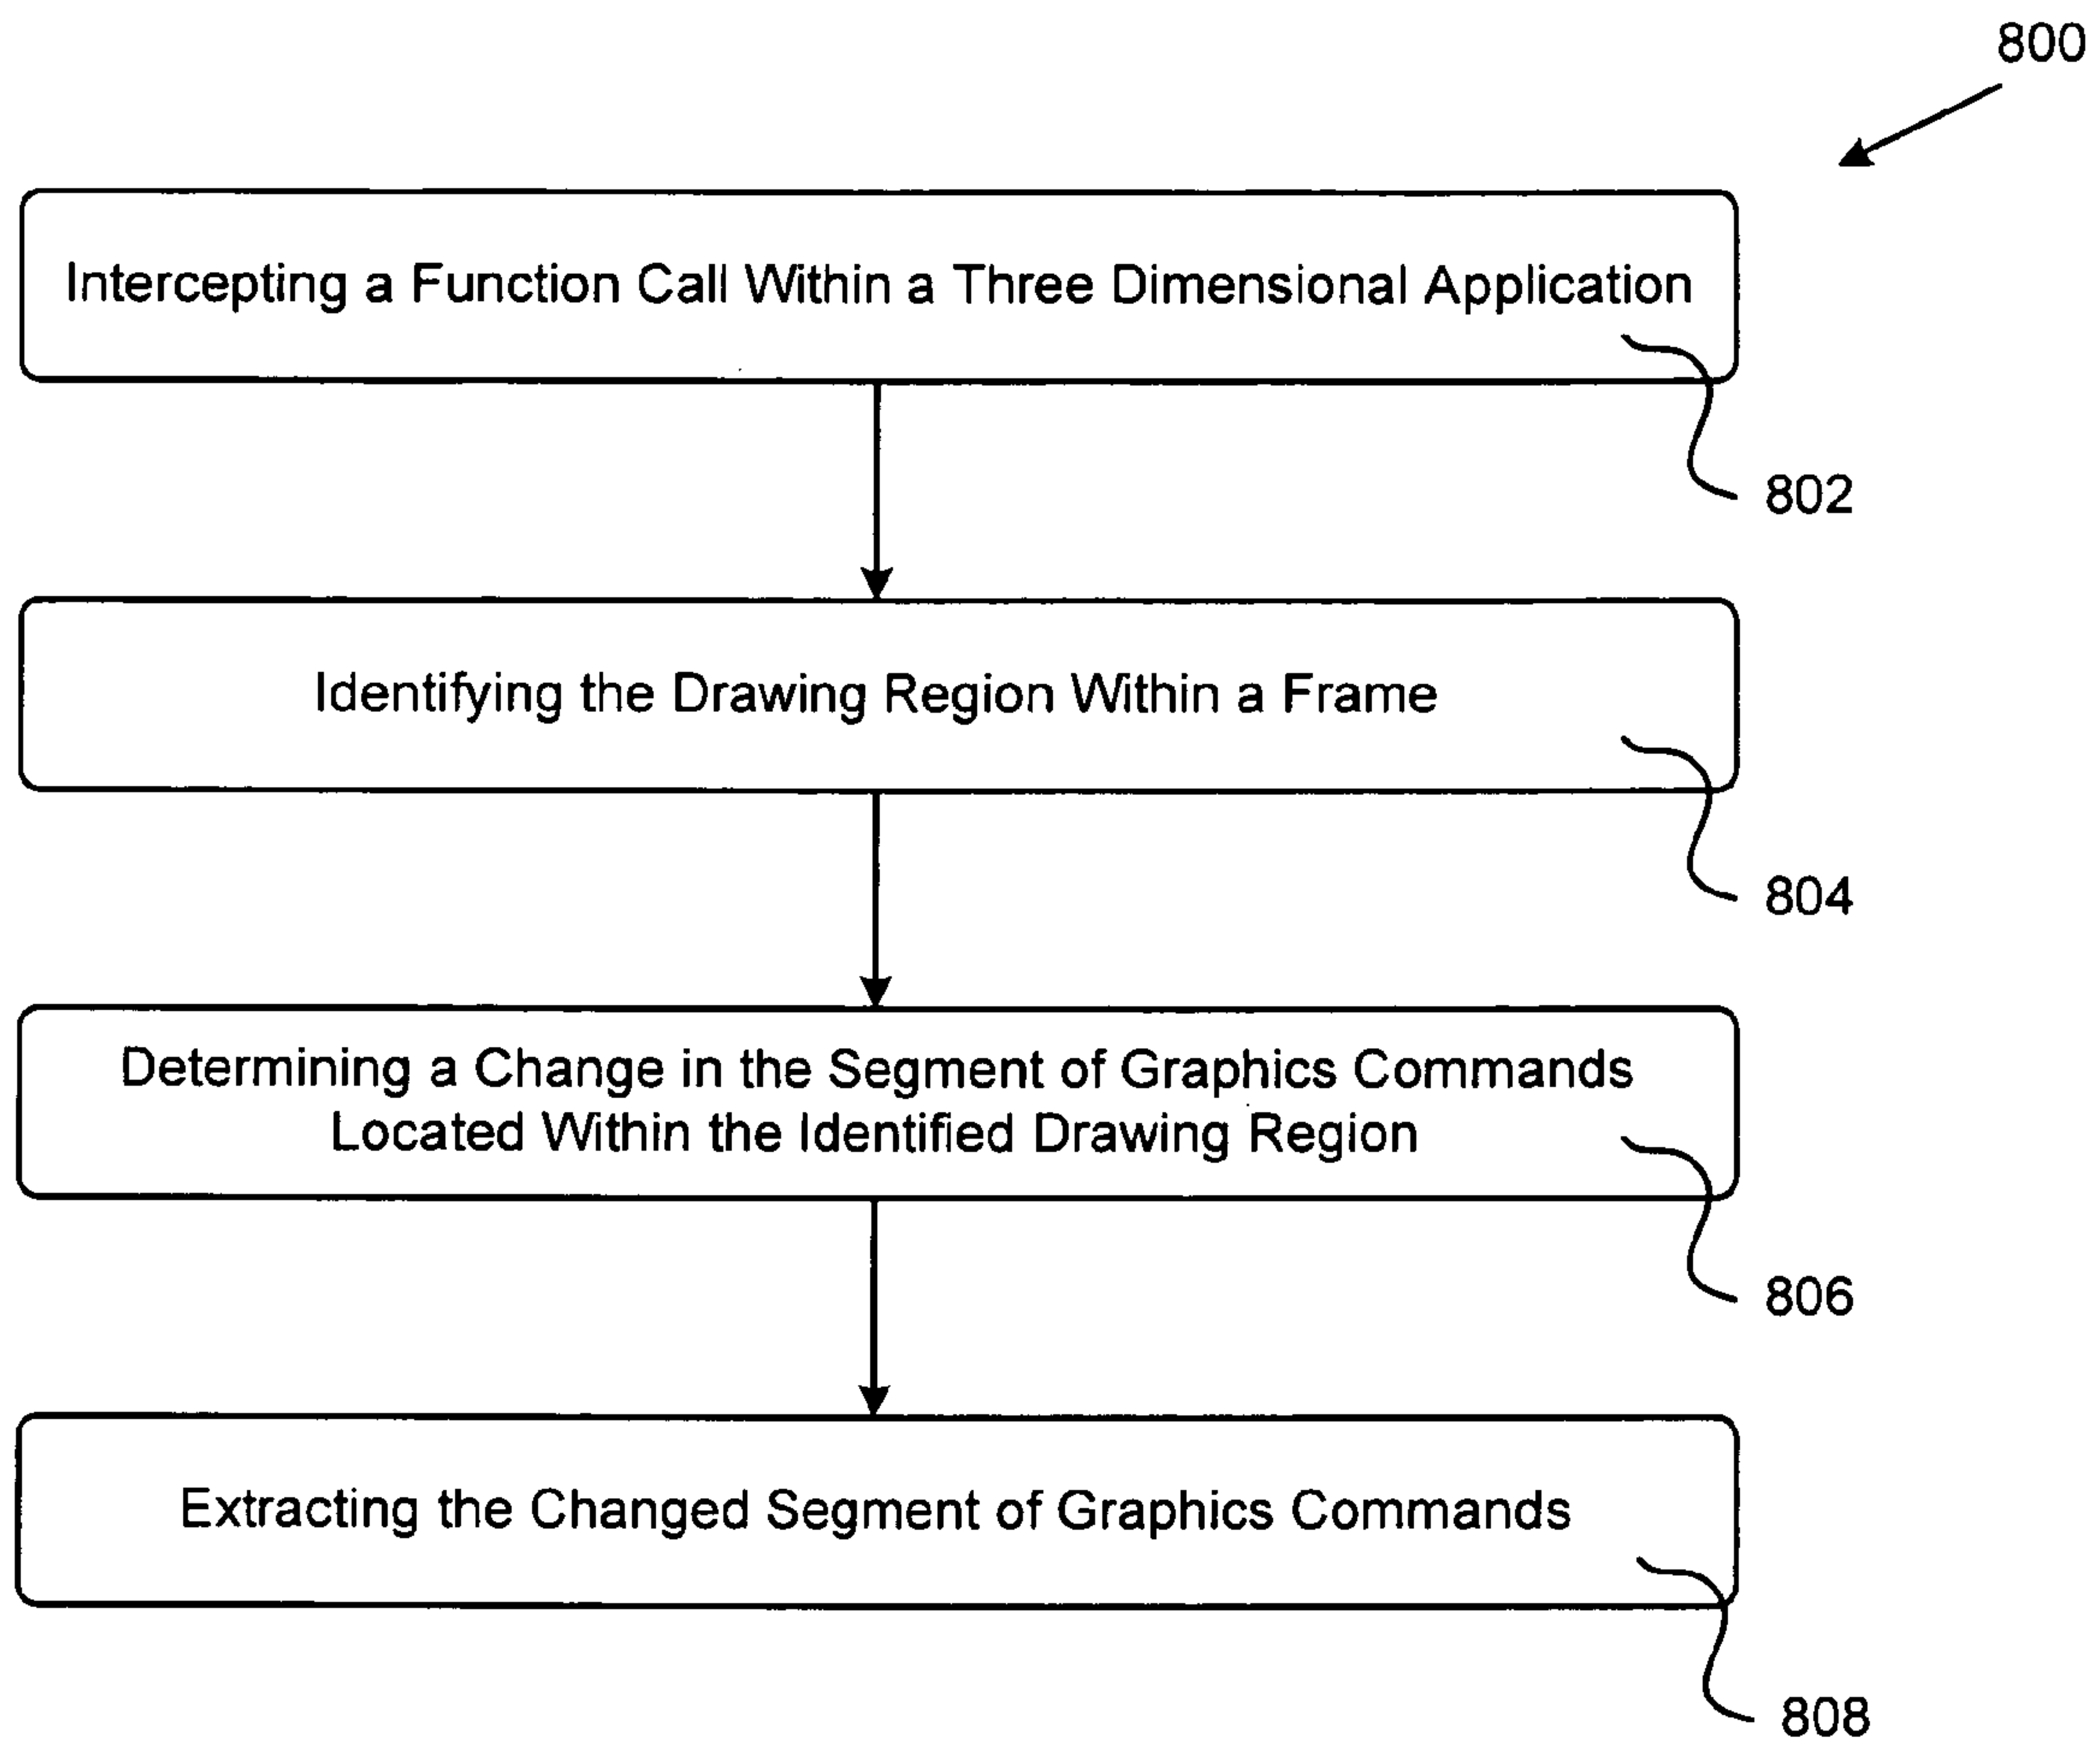 800
Intercepting a Function Call Within a Three Dimensional Application
802
Identifying the Drawing Region Within a Frame
804
Determining a Change in the Segment of Graphics Commands
Located Within the Identified Drawing Region
806
Extracting the Changed Segment of Graphics Commands
808